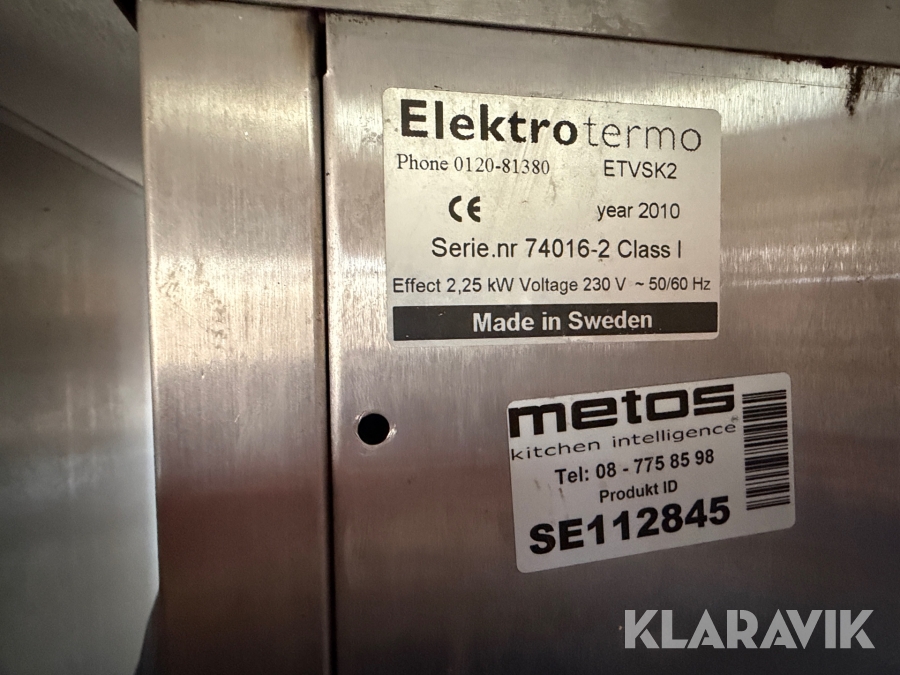 Elektrotermo
Phone 0120-81380 ETVSK2
CE year 2010
Serie.nr 74016-2 Class I
Effect 2,25 kW Voltage 230 V ~ 50/60 Hz
Made in Sweden
metos
kitchen intelligence
Tel: 08 - 775 85 98
Produkt ID
SE112845
KLARAVIK